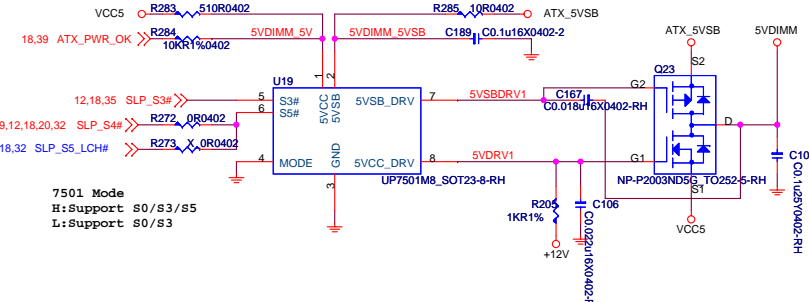 VCC5 R283 510R0402 R285 10R0402 ATX_5VSB
18,39 ATX_PWR_OK R284 10KR1%0402 5VDIMM_5V 5VDIMM_5VSB C189 C0.1u16X0402-2
ATX_5VSB 5VDIMM
U19 1 2 5VCC 5VSB Q23 S2
12,18,35 SLP_S3# 5 S3# 5VSB_DRV 7 5VSBDRV1 C167 C0.018u16X0402-RH G2
9,12,18,20,32 SLP_S4# R272 0R0402 6 S5# D
18,32 SLP_S5_LCH# R273 X_0R0402
4 MODE GND 5VCC_DRV 8 5VDRV1 G1
3 UP7501M8_SOT23-8-RH NP-P2003ND5G_TO252-5-RH
S1
C10
C0.1u25Y0402-RH
7501 Mode
H:Support S0/S3/S5
L:Support S0/S3
R205 1KR1% C106
C0.022u16X0402-
+12V
VCC5